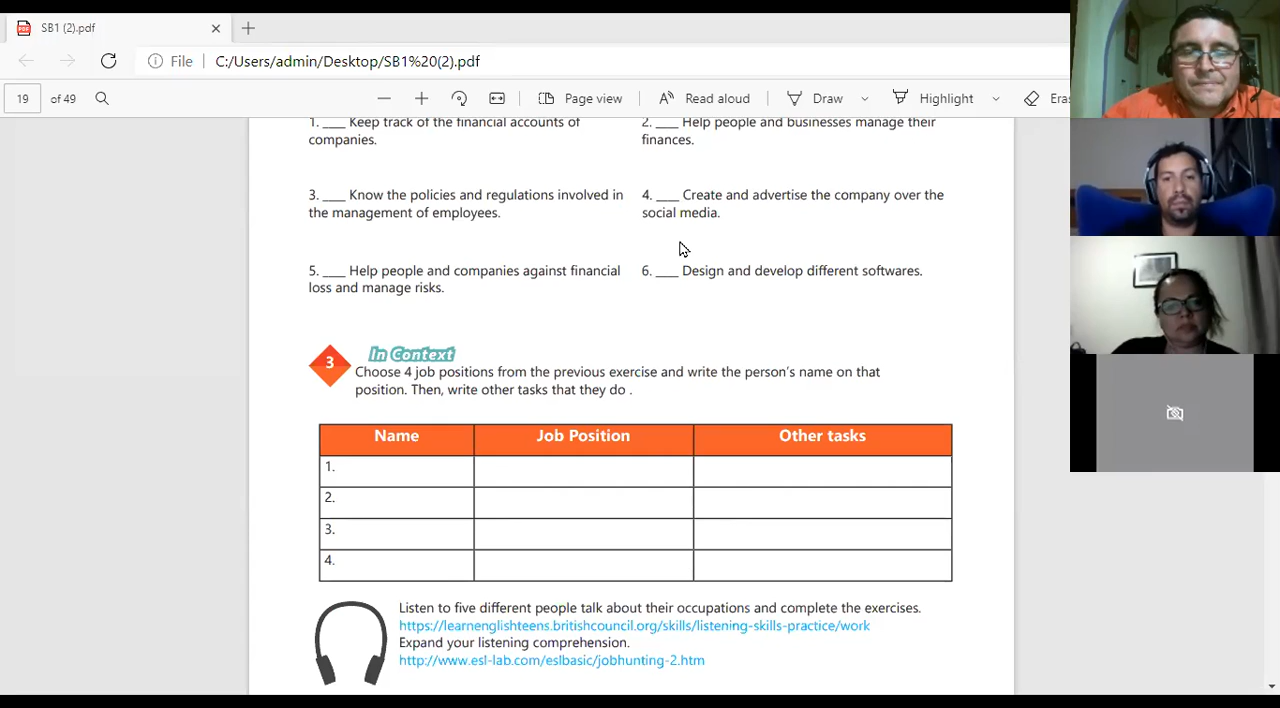 SB1 (2).pdf
File
C:/Users/admin/Desktop/SB1%20(2).pdf
19 of 49
Page view
Read aloud
Draw
Highlight
Eras
1. ___ Keep track of the financial accounts of
companies.
2. ___ Help people and businesses manage their
finances.
3. ___ Know the policies and regulations involved in
the management of employees.
4. ___ Create and advertise the company over the
social media.
5. ___ Help people and companies against financial
loss and manage risks.
6. ___ Design and develop different softwares.
3
In Context
Choose 4 job positions from the previous exercise and write the person's name on that
position. Then, write other tasks that they do .
Name Job Position Other tasks
1.
2.
3.
4.
Listen to five different people talk about their occupations and complete the exercises.
https://learnenglishteens.britishcouncil.org/skills/listening-skills-practice/work
Expand your listening comprehension.
http://www.esl-lab.com/eslbasic/jobhunting-2.htm